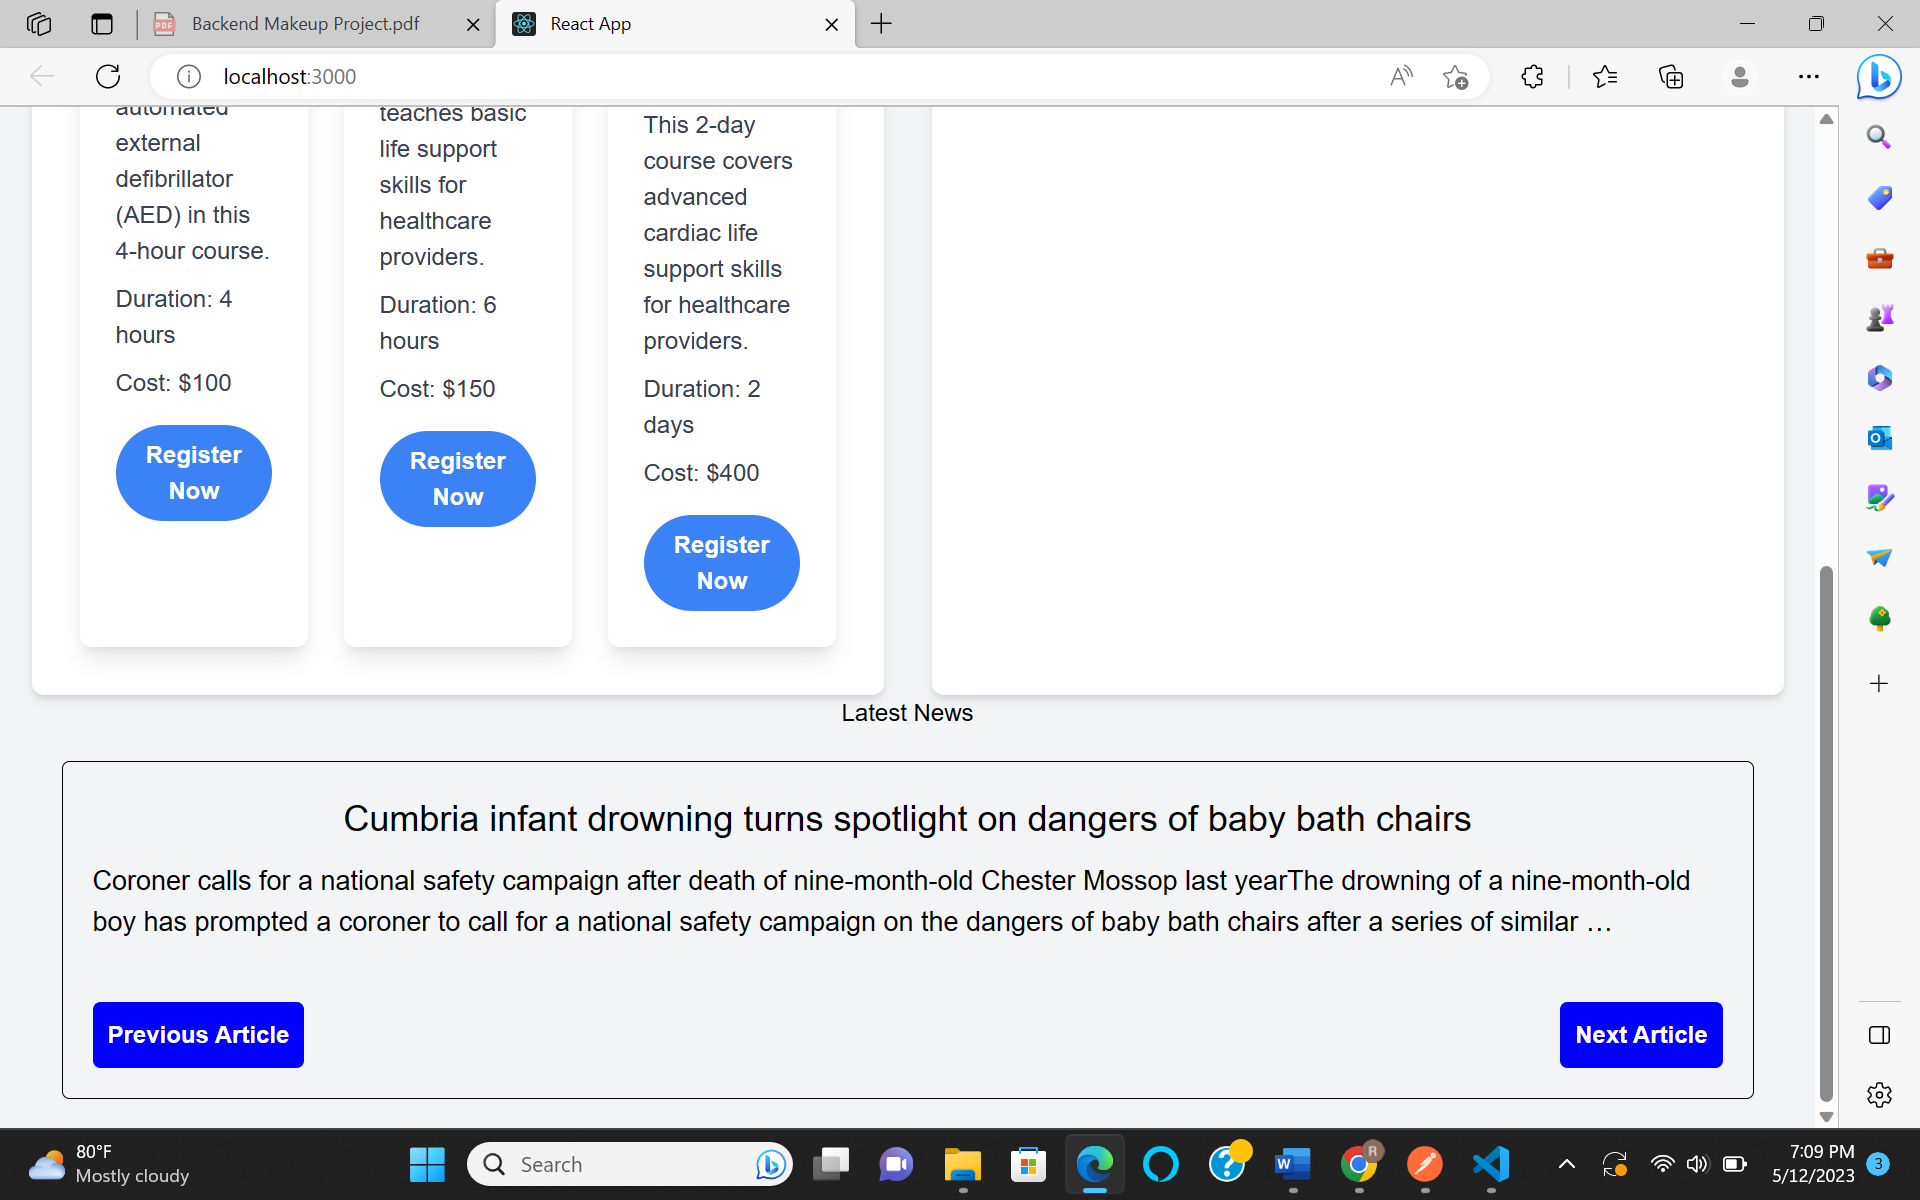 Backend Makeup Project.pdf
React App
localhost:3000
automated
external
defibrillator
(AED) in this
4-hour course.
Duration: 4
hours
Cost: $100
Register
Now
teaches basic
life support
skills for
healthcare
providers.
Duration: 6
hours
Cost: $150
Register
Now
This 2-day
course covers
advanced
cardiac life
support skills
for healthcare
providers.
Duration: 2
days
Cost: $400
Register
Now
Latest News
Cumbria infant drowning turns spotlight on dangers of baby bath chairs
Coroner calls for a national safety campaign after death of nine-month-old Chester Mossop last yearThe drowning of a nine-month-old
boy has prompted a coroner to call for a national safety campaign on the dangers of baby bath chairs after a series of similar …
Previous Article
Next Article
80°F
Mostly cloudy
Search
R
7:09 PM
5/12/2023
3